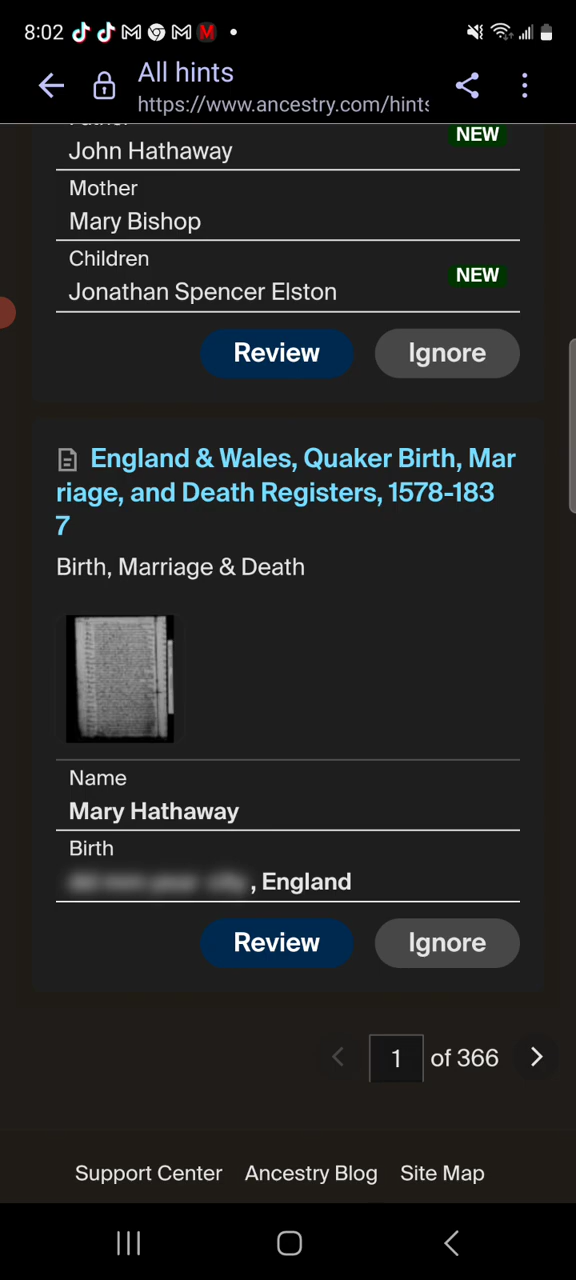 8:02
All hints
https://www.ancestry.com/hints
John Hathaway
NEW
Mother
Mary Bishop
Children
Jonathan Spencer Elston
NEW
Review
Ignore
England & Wales, Quaker Birth, Mar
riage, and Death Registers, 1578-183
7
Birth, Marriage & Death
Name
Mary Hathaway
Birth
, England
Review
Ignore
1 of 366
Support Center Ancestry Blog Site Map